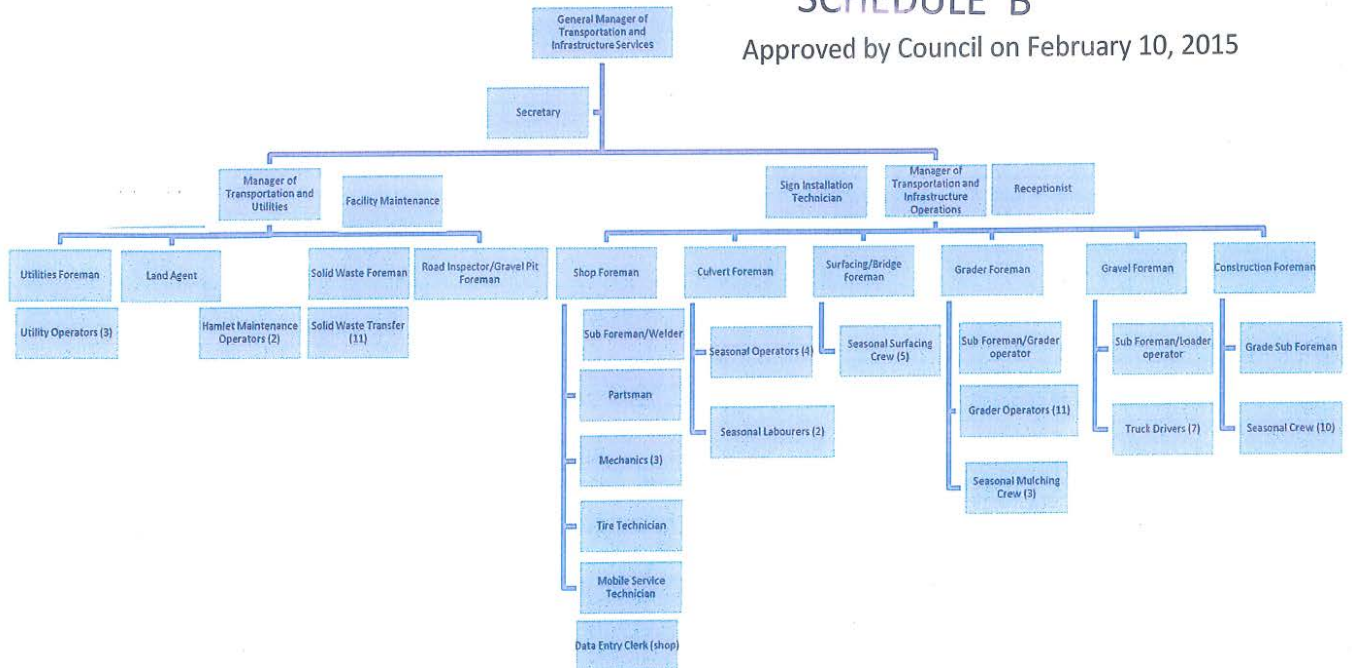 SCHEDULE B
Approved by Council on February 10, 2015
General Manager of
Transportation and
Infrastructure Services
Secretary
Manager of
Transportation and
Utilities
Facility Maintenance
Sign Installation
Technician
Manager of
Transportation and
Infrastructure
Operations
Receptionist
Utilities Foreman
Land Agent
Solid Waste Foreman
Road Inspector/Gravel Pit
Foreman
Shop Foreman
Culvert Foreman
Surfacing/Bridge
Foreman
Grader Foreman
Gravel Foreman
Construction Foreman
Utility Operators (3)
Hamlet Maintenance
Operators (2)
Solid Waste Transfer
(11)
Sub Foreman/Welder
Partsman
Mechanics (3)
Tire Technician
Mobile Service
Technician
Data Entry Clerk (shop)
Seasonal Operators (4)
Seasonal Labourers (2)
Seasonal Surfacing
Crew (5)
Sub Foreman/Grader
operator
Grader Operators (11)
Seasonal Mulching
Crew (3)
Sub Foreman/Loader
operator
Truck Drivers (7)
Grade Sub Foreman
Seasonal Crew (10)